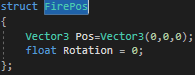 struct FirePos
{
Vector3 Pos=Vector3(0,0,0);
float Rotation = 0;
};